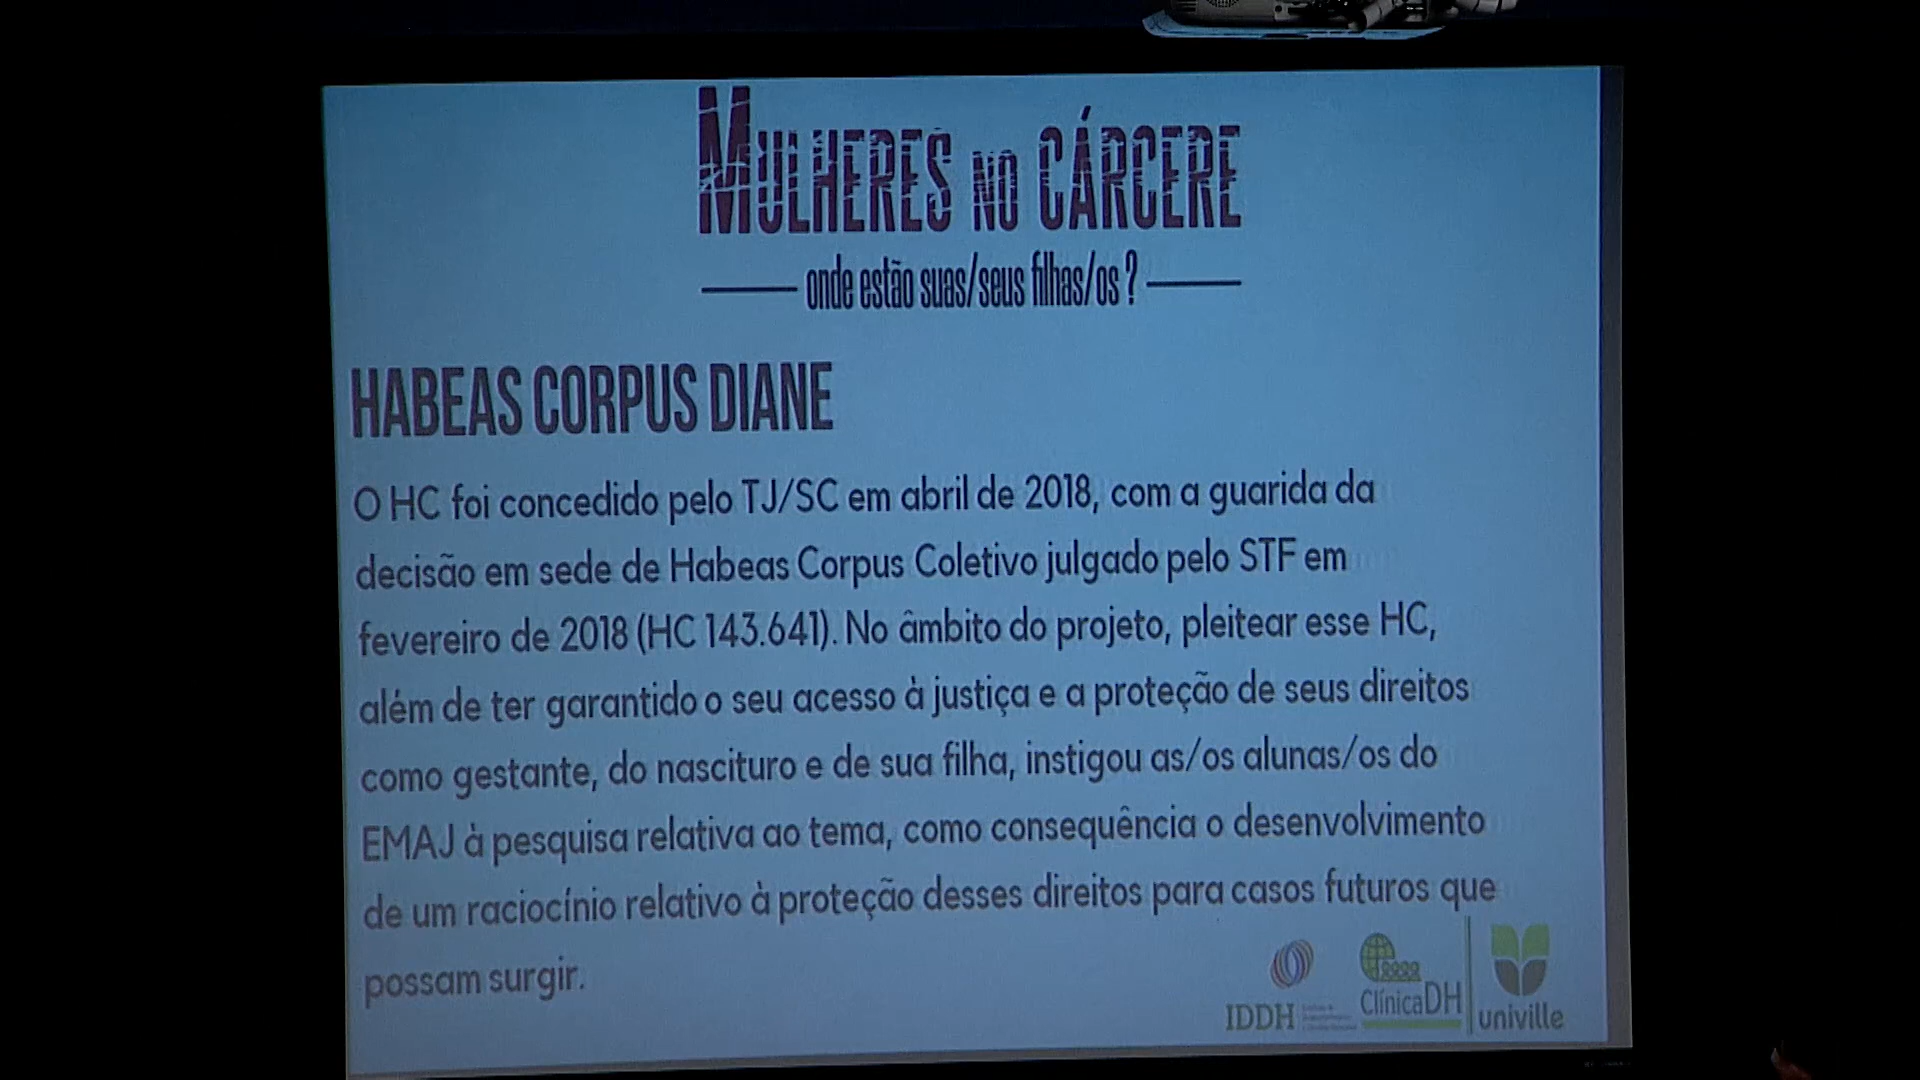 MULHERES NO CÁRCERE
onde estão suas/seus filhas/os?
HABEAS CORPUS DIANE
O HC foi concedido pelo TJ/SC em abril de 2018, com a guarida da
decisão em sede de Habeas Corpus Coletivo julgado pelo STF em
fevereiro de 2018 (HC 143.641). No âmbito do projeto, pleitear esse HC,
além de ter garantido o seu acesso à justiça e a proteção de seus direitos
como gestante, do nascituro e de sua filha, instigou as/os alunas/os do
EMAJ à pesquisa relativa ao tema, como consequência o desenvolvimento
de um raciocínio relativo à proteção desses direitos para casos futuros que
possam surgir.
IDDH
ClínicaDH
univille